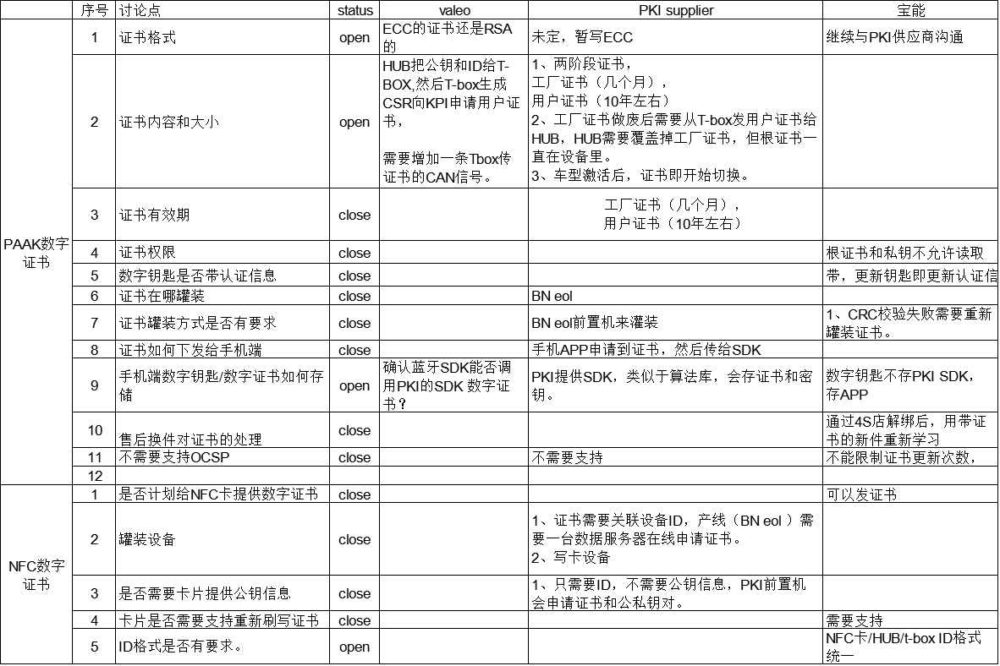 序号 讨论点 status valeo PKI supplier 宝能
PAAK数字
证书
1 证书格式 open
ECC的证书还是RSA
的
未定，暂写ECC
继续与PKI供应商沟通
2 证书内容和大小 open
HUB把公钥和ID给T-
BOX,然后T-box生成
CSR向KPI申请用户证
书，
需要增加一条Tbox传
证书的CAN信号。
1、两阶段证书，
工厂证书（几个月），
用户证书（10年左右）
2、工厂证书做废后需要从T-box发用户证书给
HUB，HUB需要覆盖掉工厂证书，但根证书一
直在设备里。
3、车型激活后，证书即开始切换。
3 证书有效期 close
工厂证书（几个月），
用户证书（10年左右）
4 证书权限 close 根证书和私钥不允许读取
5 数字钥匙是否带认证信息 close 带，更新钥匙即更新认证信
6 证书在哪罐装 close BN eol
7 证书罐装方式是否有要求 close BN eol前置机来灌装
1、CRC校验失败需要重新
罐装证书。
8 证书如何下发给手机端 close 手机APP申请到证书，然后传给SDK
9
手机端数字钥匙/数字证书如何存
储
open
确认蓝牙SDK能否调
用PKI的SDK 数字证
书？
PKI提供SDK，类似于算法库，会存证书和密
钥。
数字钥匙不存PKI SDK，
存APP
10 售后换件对证书的处理 close
通过4S店解绑后，用带证
书的新件重新学习
11 不需要支持OCSP close 不需要支持 不能限制证书更新次数，
12
NFC数字
证书
1 是否计划给NFC卡提供数字证书 close 可以发证书
2 罐装设备 close
1、证书需要关联设备ID，产线（BN eol ）需
要一台数据服务器在线申请证书。
2、写卡设备
3 是否需要卡片提供公钥信息 close
1、只需要ID，不需要公钥信息，PKI前置机
会申请证书和公私钥对。
4 卡片是否需要支持重新刷写证书 close 需要支持
5 ID格式是否有要求。 open
NFC卡/HUB/t-box ID格式
统一